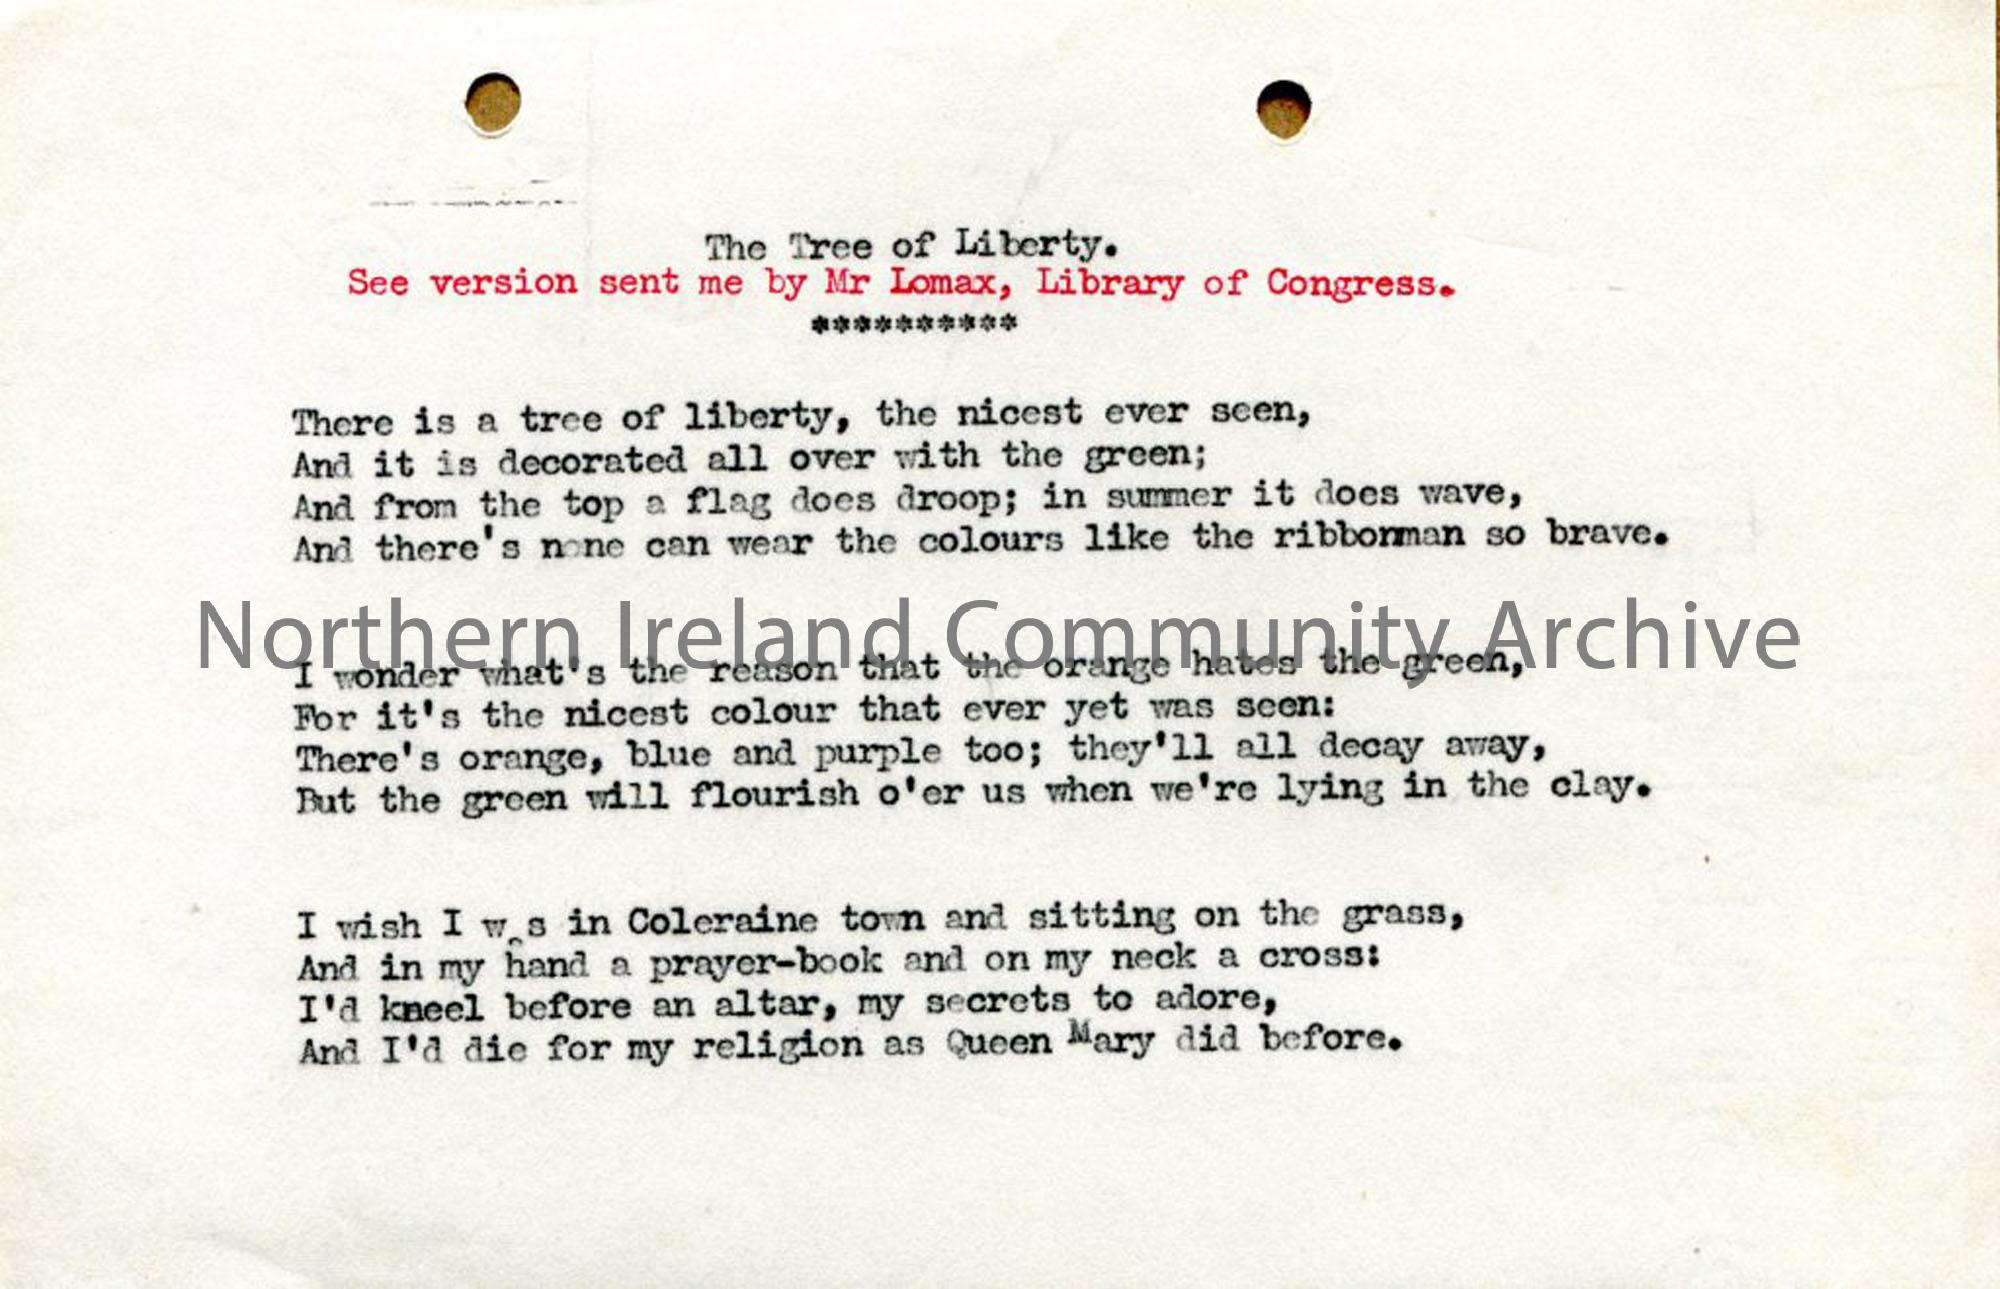 The Tree of Liberty.
See version sent me by Mr Lomax, Library of Congress.
**********
There is a tree of liberty, the nicest ever seen,
And it is decorated all over with the green;
And from the top a flag does droop; in summer it does wave,
And there's none can wear the colours like the ribbonman so brave.
Northern Ireland Community Archive
I wonder what's the reason that the orange hates the green,
For it's the nicest colour that ever yet was seen:
There's orange, blue and purple too; they'll all decay away,
But the green will flourish o'er us when we're lying in the clay.
I wish I was in Coleraine town and sitting on the grass,
And in my hand a prayer-book and on my neck a cross:
I'd kneel before an altar, my secrets to adore,
And I'd die for my religion as Queen Mary did before.